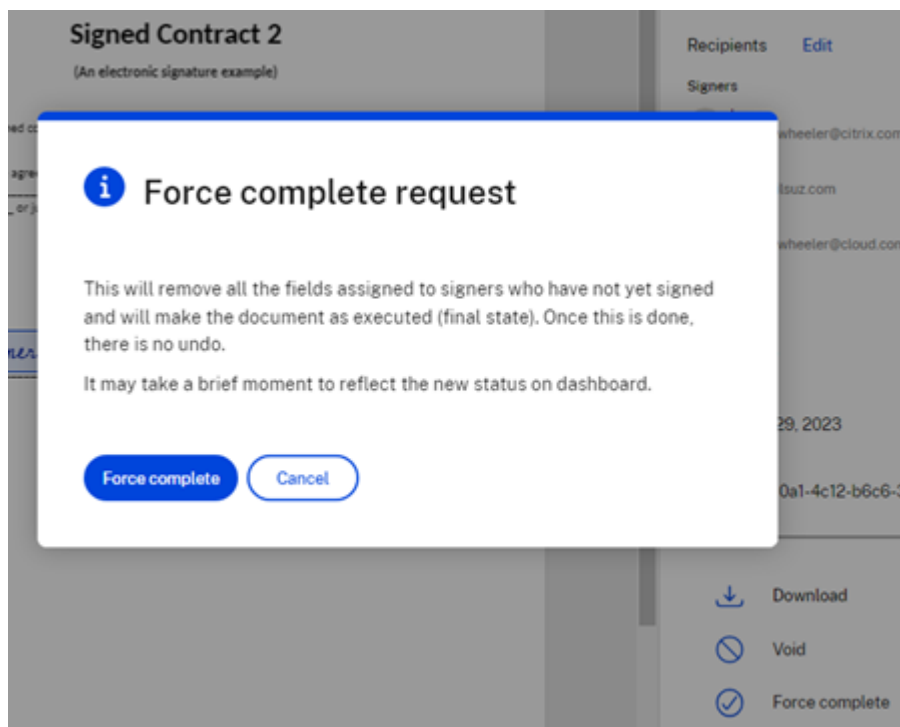 Signed Contract 2
(An electronic signature example)
Recipients Edit
Signers
wheeler@citrix.com
lsuz.com
wheeler@cloud.com
Force complete request
This will remove all the fields assigned to signers who have not yet signed
and will make the document as executed (final state). Once this is done,
there is no undo.
It may take a brief moment to reflect the new status on dashboard.
Force complete Cancel
29, 2023
0a1-4c12-b6c6-
Download
Void
Force complete